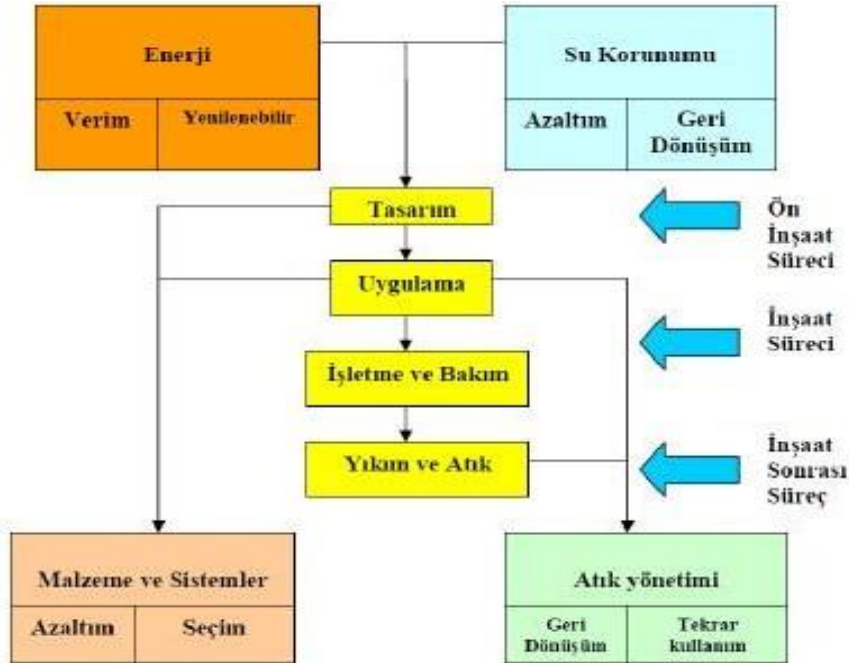 Enerji
Verim
Yenilenebilir
Su Korunumu
Azaltım
Geri
Dönüşüm
Tasarım
Ön
İnşaat
Süreci
Uygulama
İnşaat
Süreci
İşletme ve Bakım
Yıkım ve Atık
İnşaat
Sonrası
Süreç
Malzeme ve Sistemler
Azaltım
Seçim
Atık yönetimi
Geri
Dönüşüm
Tekrar
kullanım